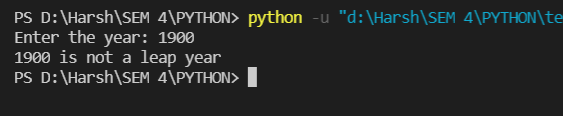 PS D:\Harsh\SEM 4\PYTHON> python -u "d:\Harsh\SEM 4\PYTHON\te
Enter the year: 1900
1900 is not a leap year
PS D:\Harsh\SEM 4\PYTHON>